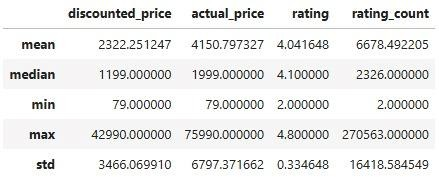 discounted_price actual_price rating rating_count
mean 2322.251247 4150.797327 4.041648 6678.492205
median 1199.000000 1999.000000 4.100000 2326.000000
min 79.000000 79.000000 2.000000 2.000000
max 42990.000000 75990.000000 4.800000 270563.000000
std 3466.069910 6797.371662 0.334648 16418.584549